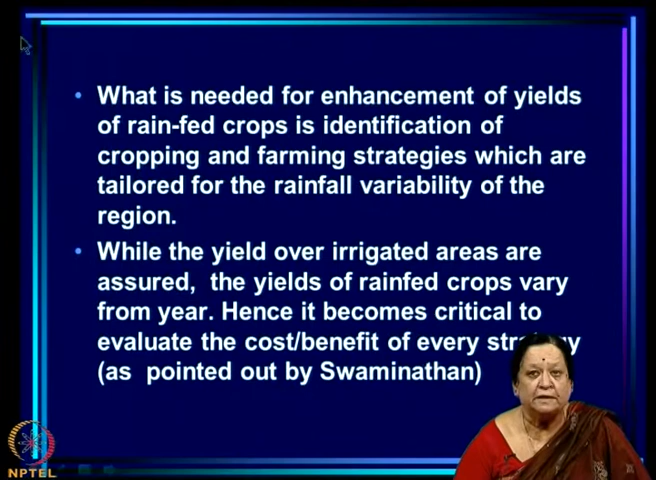 What is needed for enhancement of yields
of rain-fed crops is identification of
cropping and farming strategies which are
tailored for the rainfall variability of the
region.
While the yield over irrigated areas are
assured, the yields of rainfed crops vary
from year. Hence it becomes critical to
evaluate the cost/benefit of every strategy
(as pointed out by Swaminathan)
NPTEL